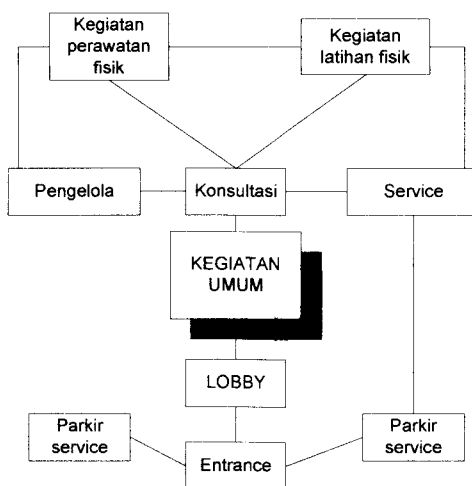 Kegiatan
perawatan
fisik
Kegiatan
latihan fisik
Pengelola
Konsultasi
Service
KEGIATAN
UMUM
LOBBY
Parkir
service
Entrance
Parkir
service